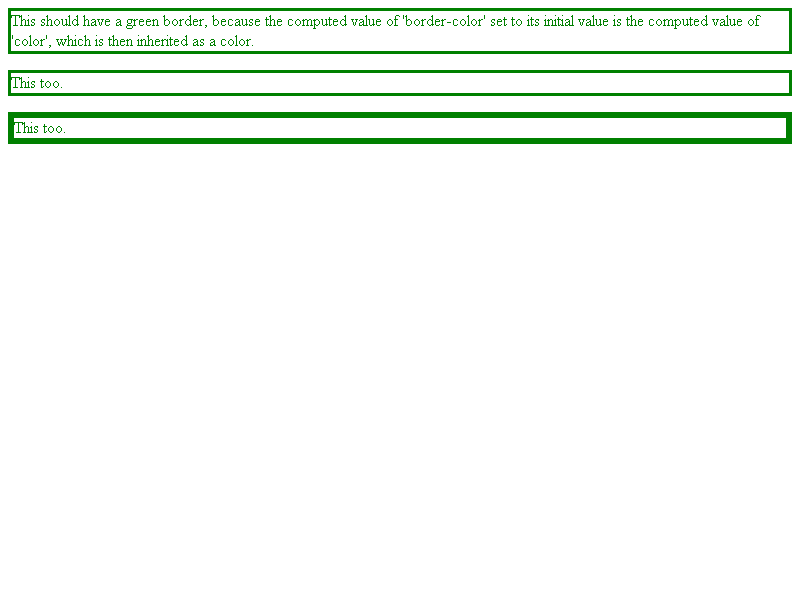 This should have a green border, because the computed value of 'border-color' set to its initial value is the computed value of
'color', which is then inherited as a color.
This too.
This too.